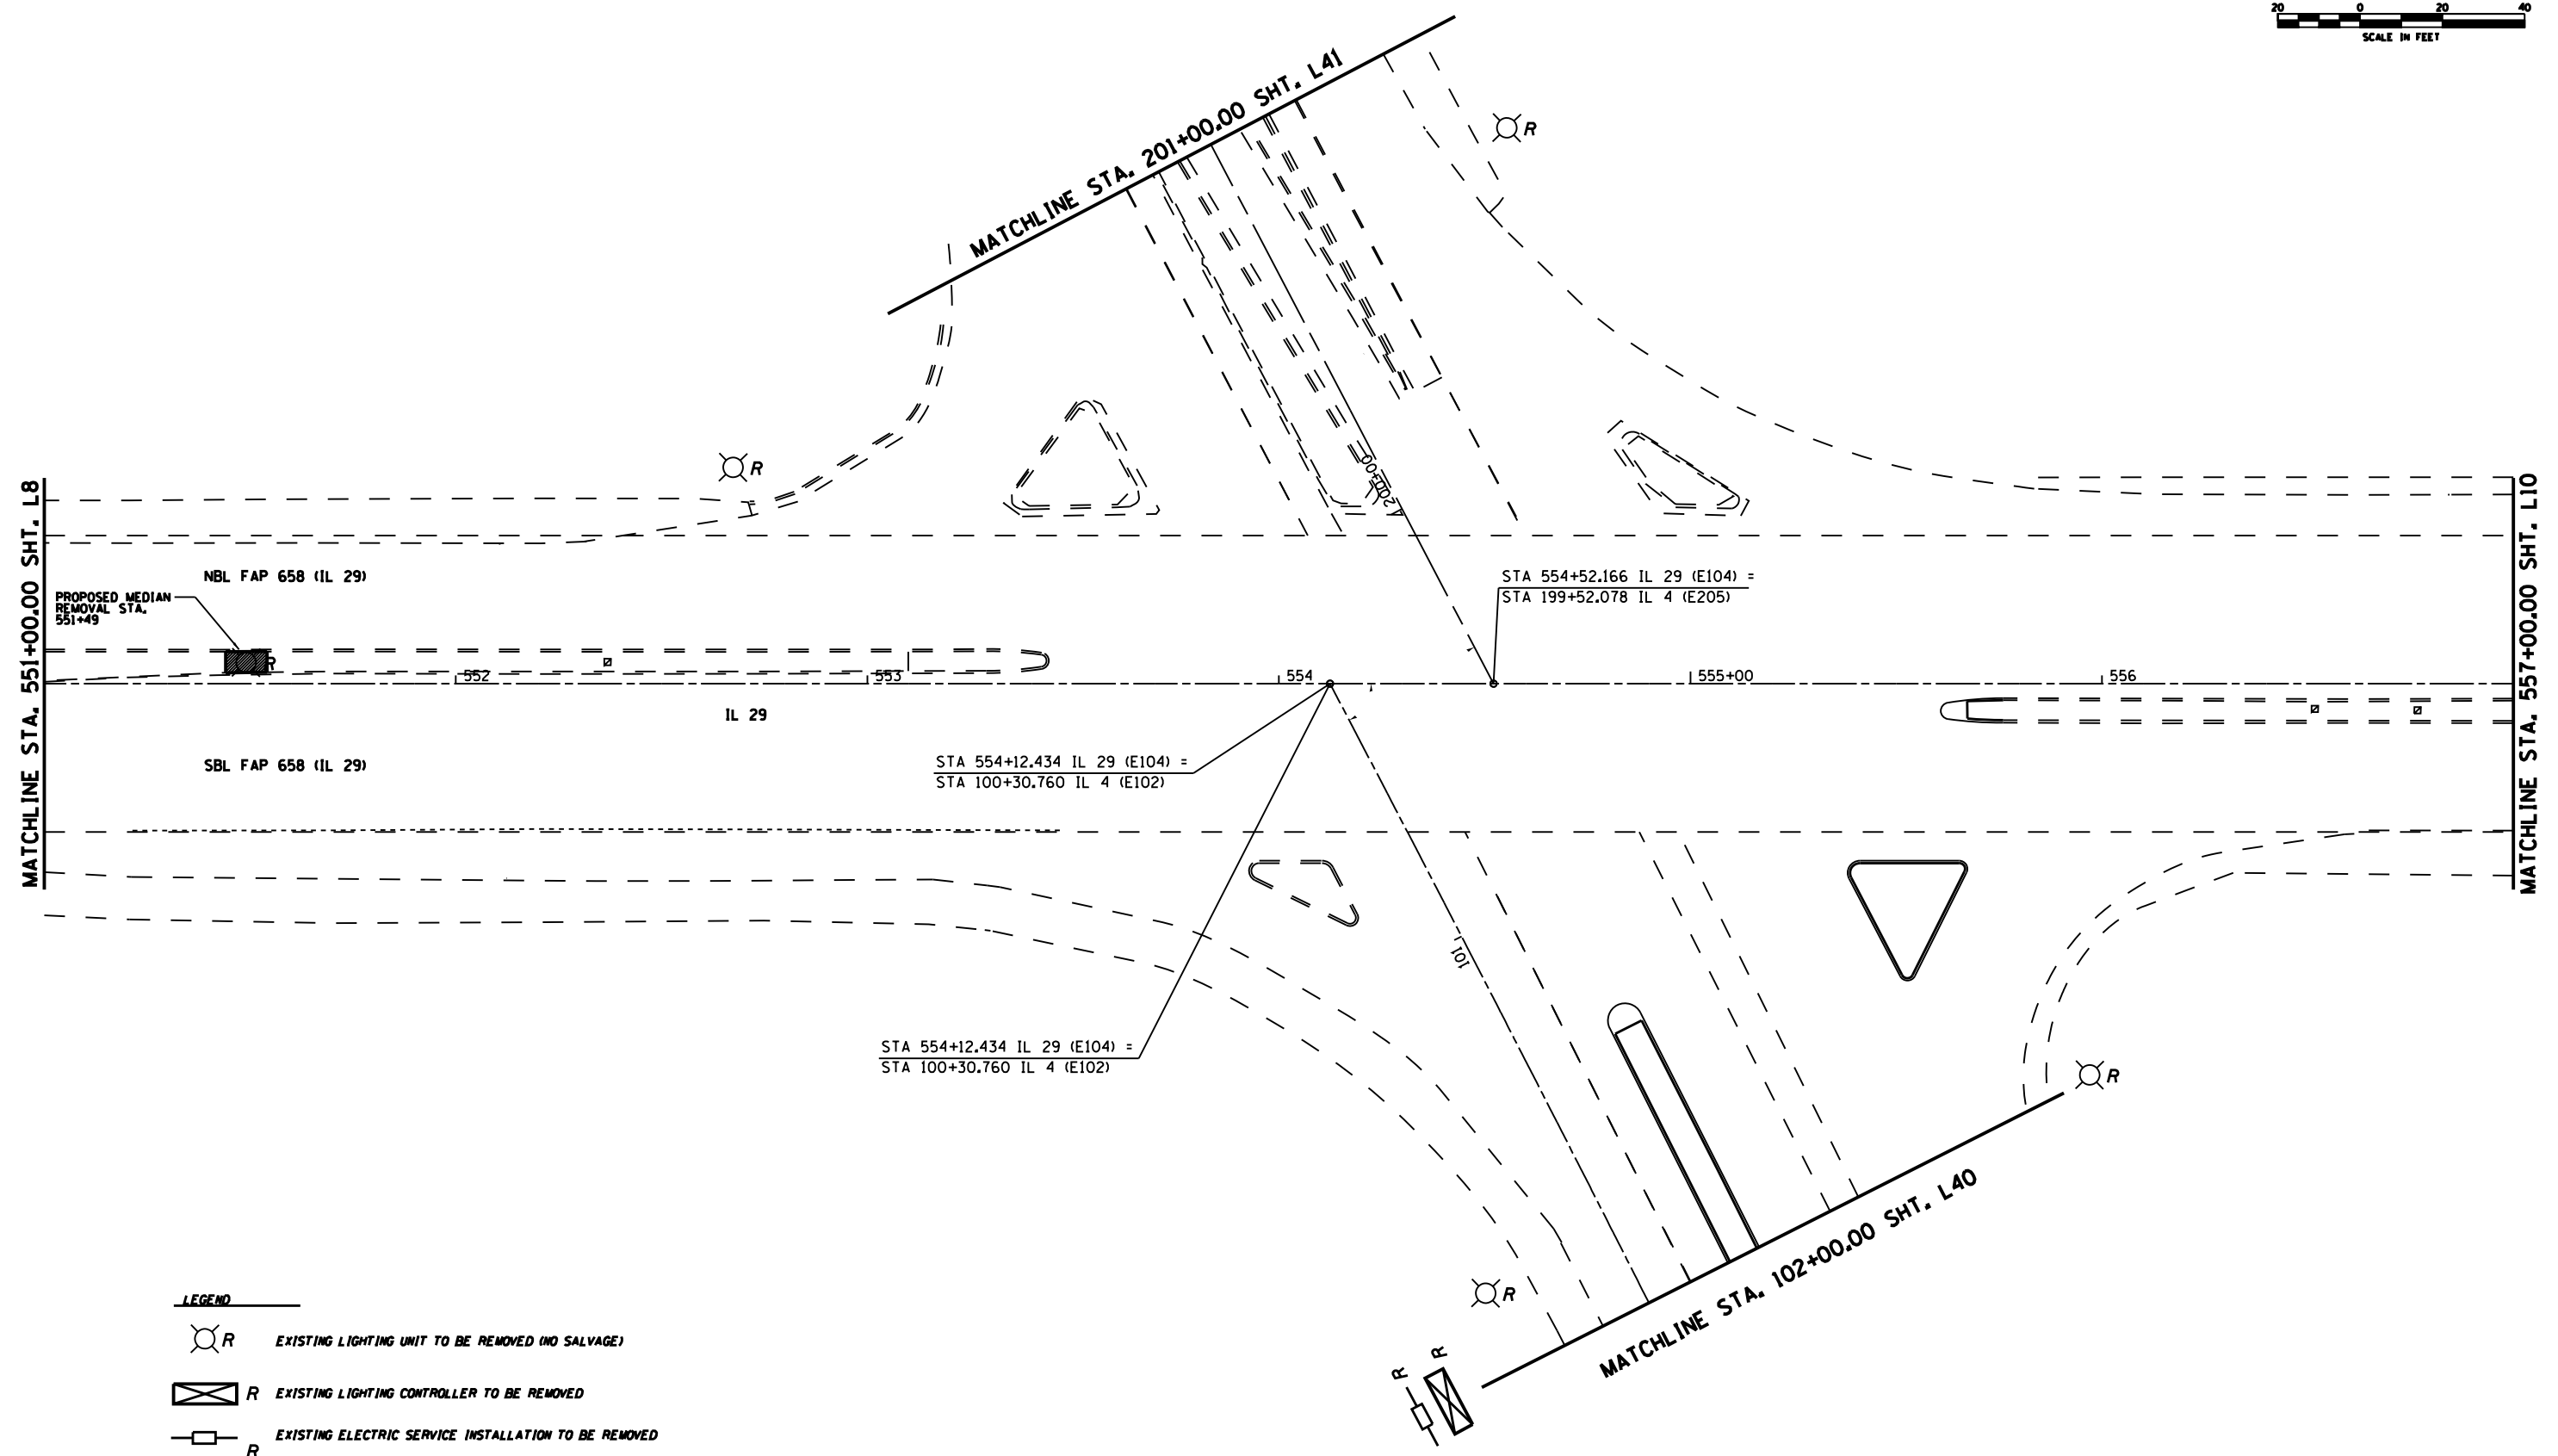 20 0 20 40
SCALE IN FEET
MATCHLINE STA. 201+00.00 SHT. L41
R
R
MATCHLINE STA. 551+00.00 SHT. L8
MATCHLINE STA. 557+00.00 SHT. L10
200+00
NBL FAP 658 (IL 29)
PROPOSED MEDIAN
REMOVAL STA.
551+49
R
STA 554+52.166 IL 29 (E104) =
STA 199+52.078 IL 4 (E205)
552 553 554 555+00 556
IL 29
SBL FAP 658 (IL 29)
STA 554+12.434 IL 29 (E104) =
STA 100+30.760 IL 4 (E102)
101
STA 554+12.434 IL 29 (E104) =
STA 100+30.760 IL 4 (E102)
R
R
MATCHLINE STA. 102+00.00 SHT. L40
R R
LEGEND
R EXISTING LIGHTING UNIT TO BE REMOVED (NO SALVAGE)
R EXISTING LIGHTING CONTROLLER TO BE REMOVED
R EXISTING ELECTRIC SERVICE INSTALLATION TO BE REMOVED